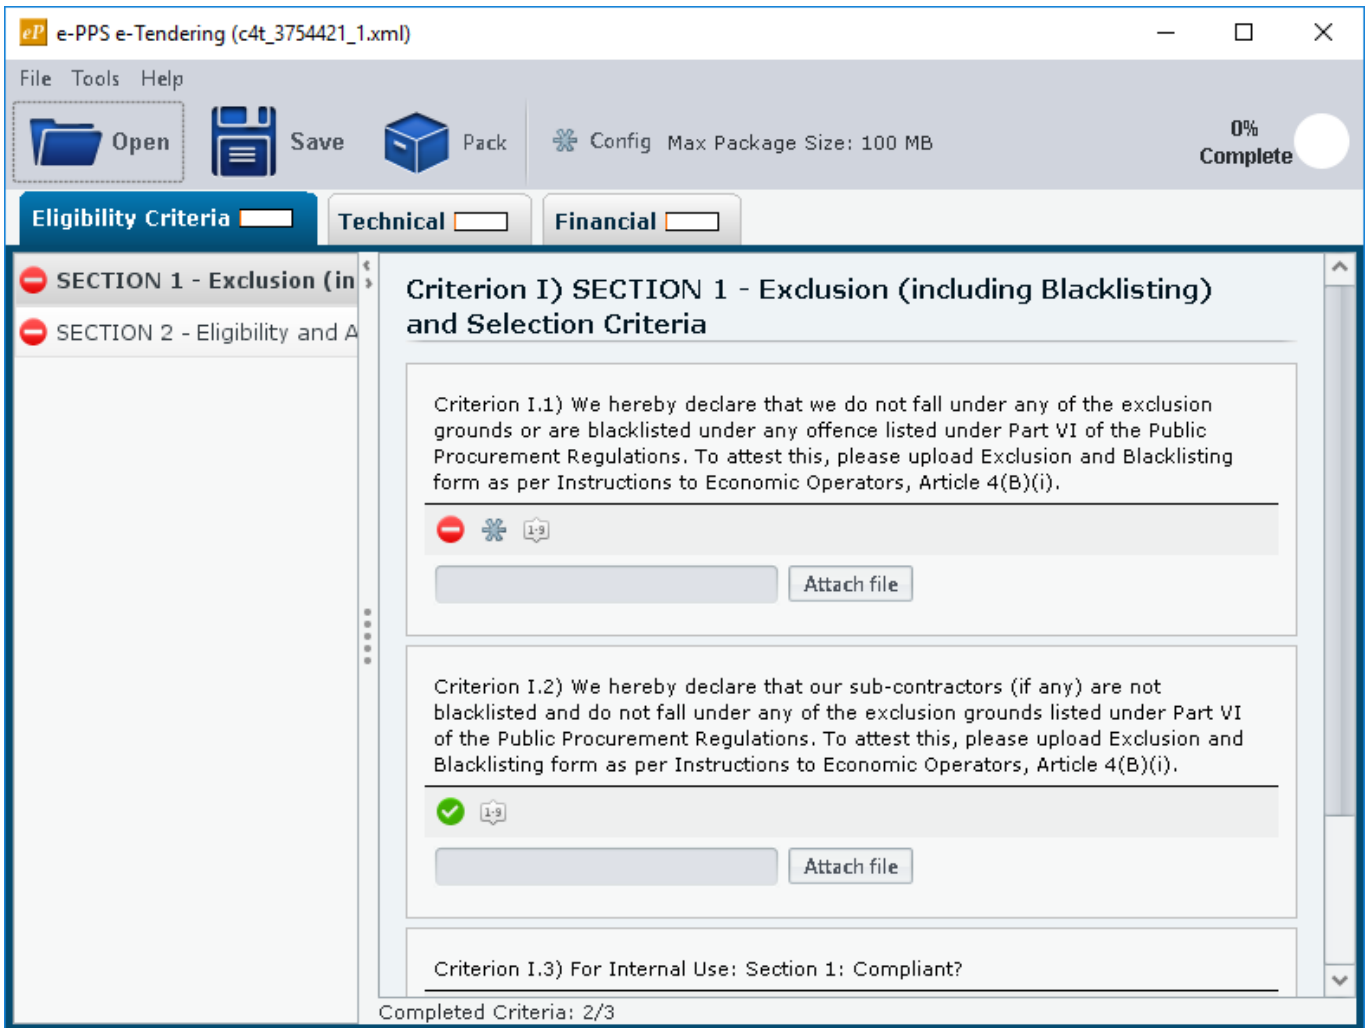 eP e-PPS e-Tendering (c4t_3754421_1.xml)
File Tools Help
Open Save Pack Config Max Package Size: 100 MB
0%
Complete
Eligibility Criteria Technical Financial
SECTION 1 - Exclusion (in
SECTION 2 - Eligibility and A
Criterion I) SECTION 1 - Exclusion (including Blacklisting)
and Selection Criteria
Criterion I.1) We hereby declare that we do not fall under any of the exclusion
grounds or are blacklisted under any offence listed under Part VI of the Public
Procurement Regulations. To attest this, please upload Exclusion and Blacklisting
form as per Instructions to Economic Operators, Article 4(B)(i).
1-9
Attach file
Criterion I.2) We hereby declare that our sub-contractors (if any) are not
blacklisted and do not fall under any of the exclusion grounds listed under Part VI
of the Public Procurement Regulations. To attest this, please upload Exclusion and
Blacklisting form as per Instructions to Economic Operators, Article 4(B)(i).
1-9
Attach file
Criterion I.3) For Internal Use: Section 1: Compliant?
Completed Criteria: 2/3